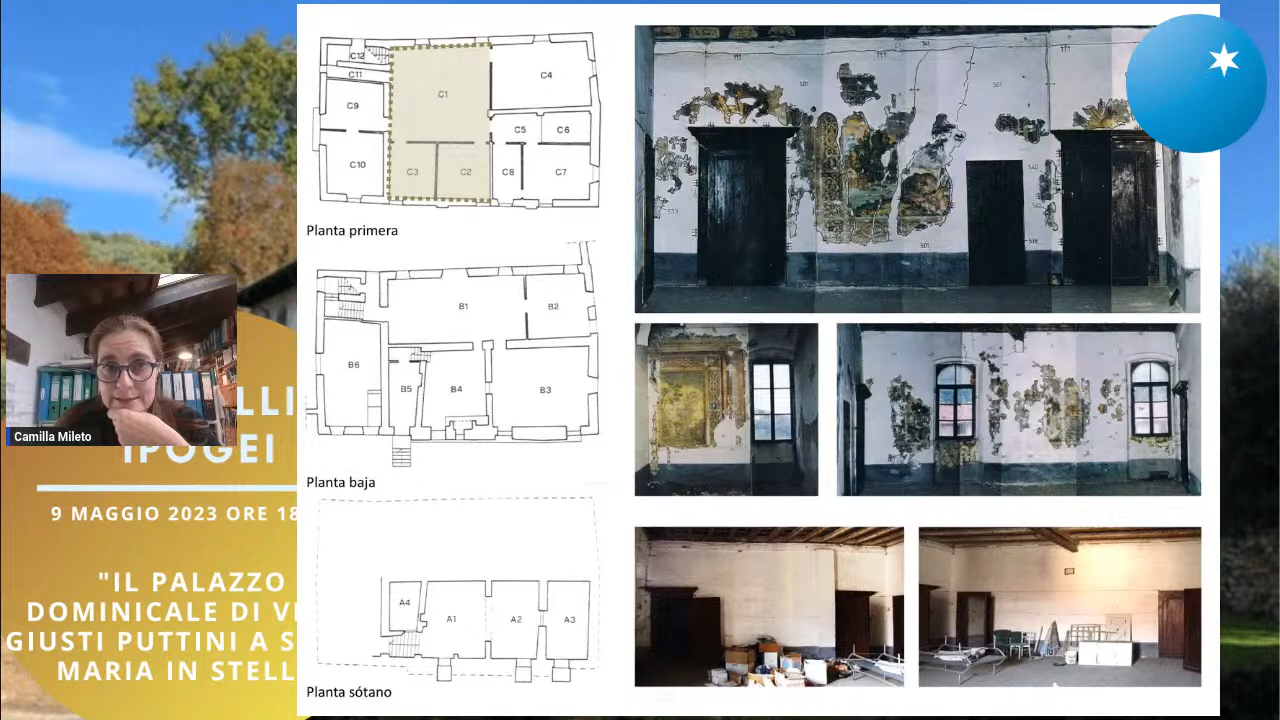 C12
C11
C1
C4
C9
C5
C6
C10
C3
C2
C8
C7
Planta primera
B1
B2
B6
B5
B4
B3
Planta baja
A4
A1
A2
A3
Planta sótano
Camilla Mileto
LLI
IPOGEI
9 MAGGIO 2023 ORE 18
"IL PALAZZO
DOMINICALE DI VE
GIUSTI PUTTINI A S
MARIA IN STELL